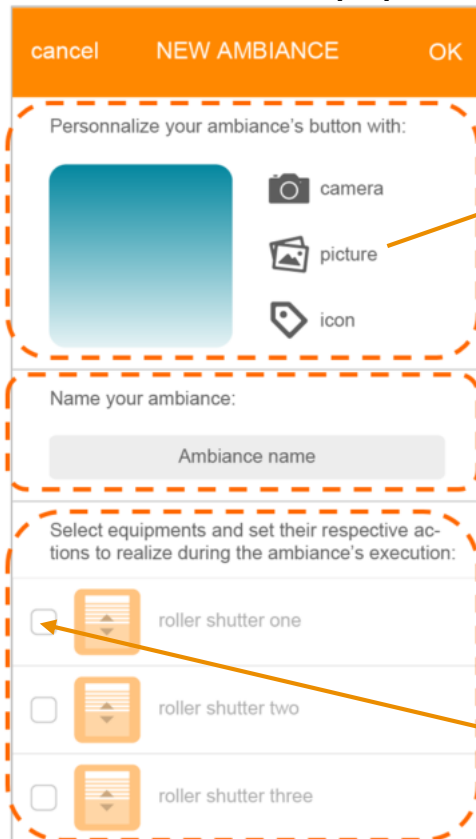 cancel NEW AMBIANCE OK
Personnalize your ambiance's button with:
camera
picture
icon
Name your ambiance:
Ambiance name
Select equipments and set their respective ac-
tions to realize during the ambiance's execution:
roller shutter one
roller shutter two
roller shutter three